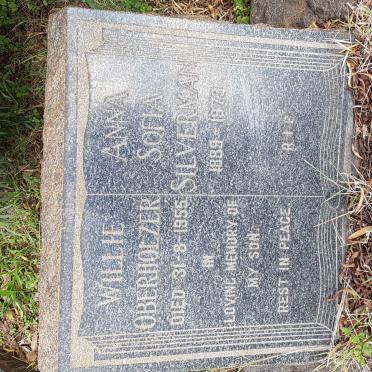 WILLIE
OBERHOLZER
DIED 31-8-1955
IN
LOVING MEMORY OF
MY SON.
REST IN PEACE
ANNA
SOFIA
SILVERMAN
1889-1973
R.I.P.